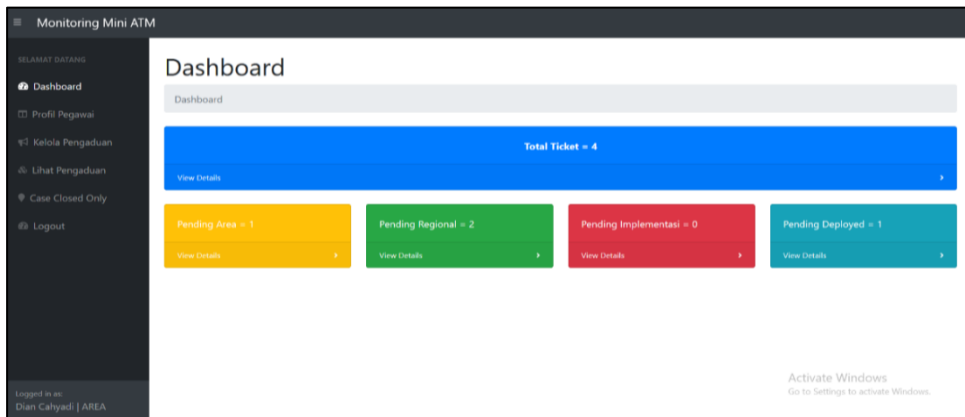 Monitoring Mini ATM
SELAMAT DATANG
Dashboard
Profil Pegawai
Kelola Pengaduan
Lihat Pengaduan
Case Closed Only
Logout
Logged in as:
Dian Cahyadi | AREA
Dashboard
Dashboard
Total Ticket = 4
View Details
Pending Area = 1
View Details
Pending Regional = 2
View Details
Pending Implementasi = 0
View Details
Pending Deployed = 1
View Details
Activate Windows
Go to Settings to activate Windows.